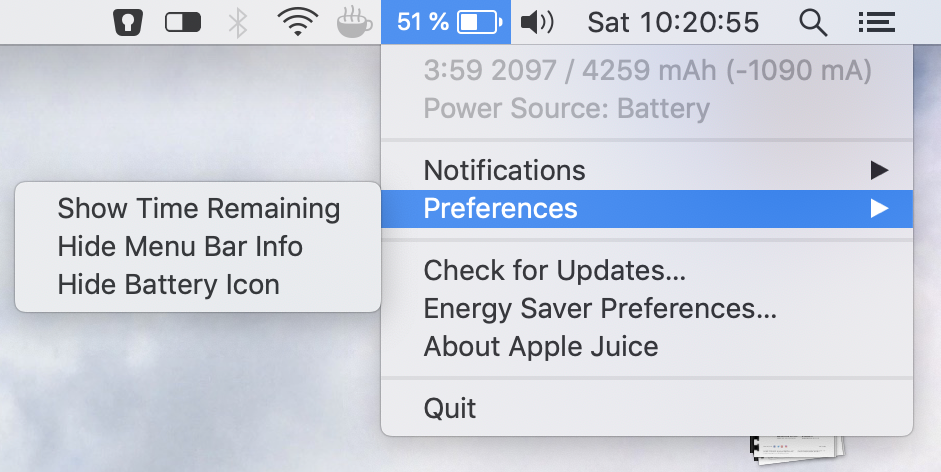 51 % Sat 10:20:55
3:59 2097 / 4259 mAh (-1090 mA)
Power Source: Battery
Notifications
Preferences
Show Time Remaining
Hide Menu Bar Info
Hide Battery Icon
Check for Updates...
Energy Saver Preferences...
About Apple Juice
Quit